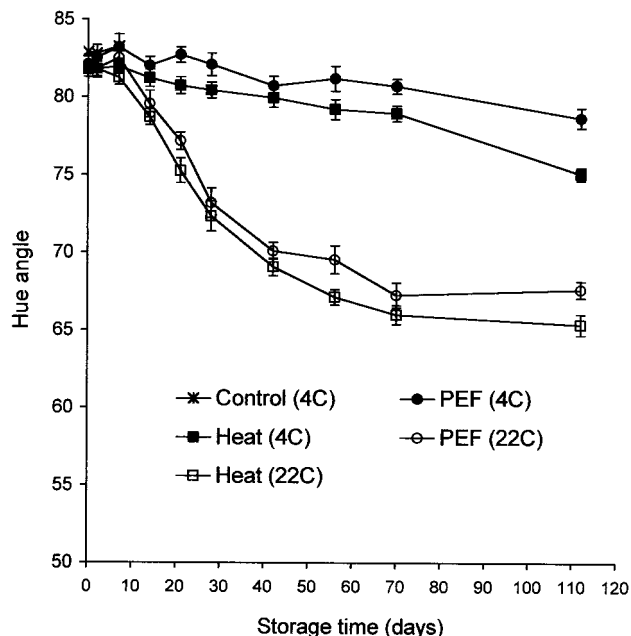 85
80
75
70
65
60
55
50
Hue angle
Control (4C)
PEF (4C)
Heat (4C)
PEF (22C)
Heat (22C)
0 10 20 30 40 50 60 70 80 90 100 110 120
Storage time (days)